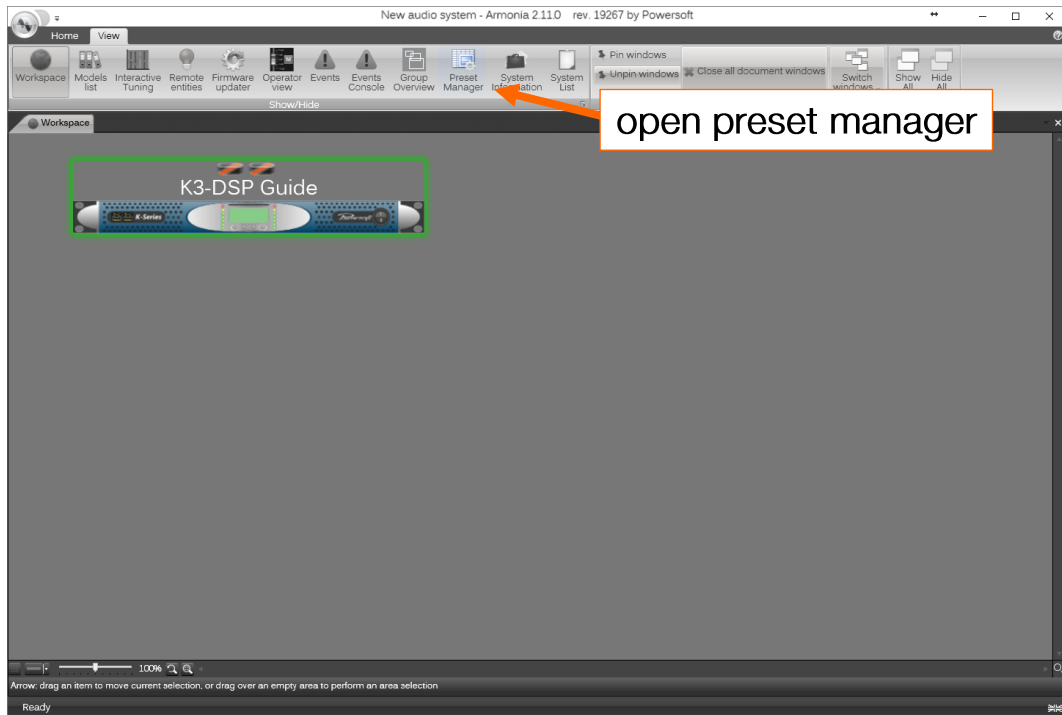 New audio system - Armonia 2.11.0 rev. 19267 by Powersoft
Home View
Workspace
Models list
Interactive Tuning
Remote entities
Firmware updater
Operator view
Events
Events Console
Group Overview
Preset Manager
System Information
System List
Pin windows
Unpin windows
Close all document windows
Switch windows
Show All
Hide All
Show/Hide
open preset manager
Workspace
K3-DSP Guide
K-Series
Powersoft
100%
Arrow: drag an item to move current selection, or drag over an empty area to perform an area selection
Ready